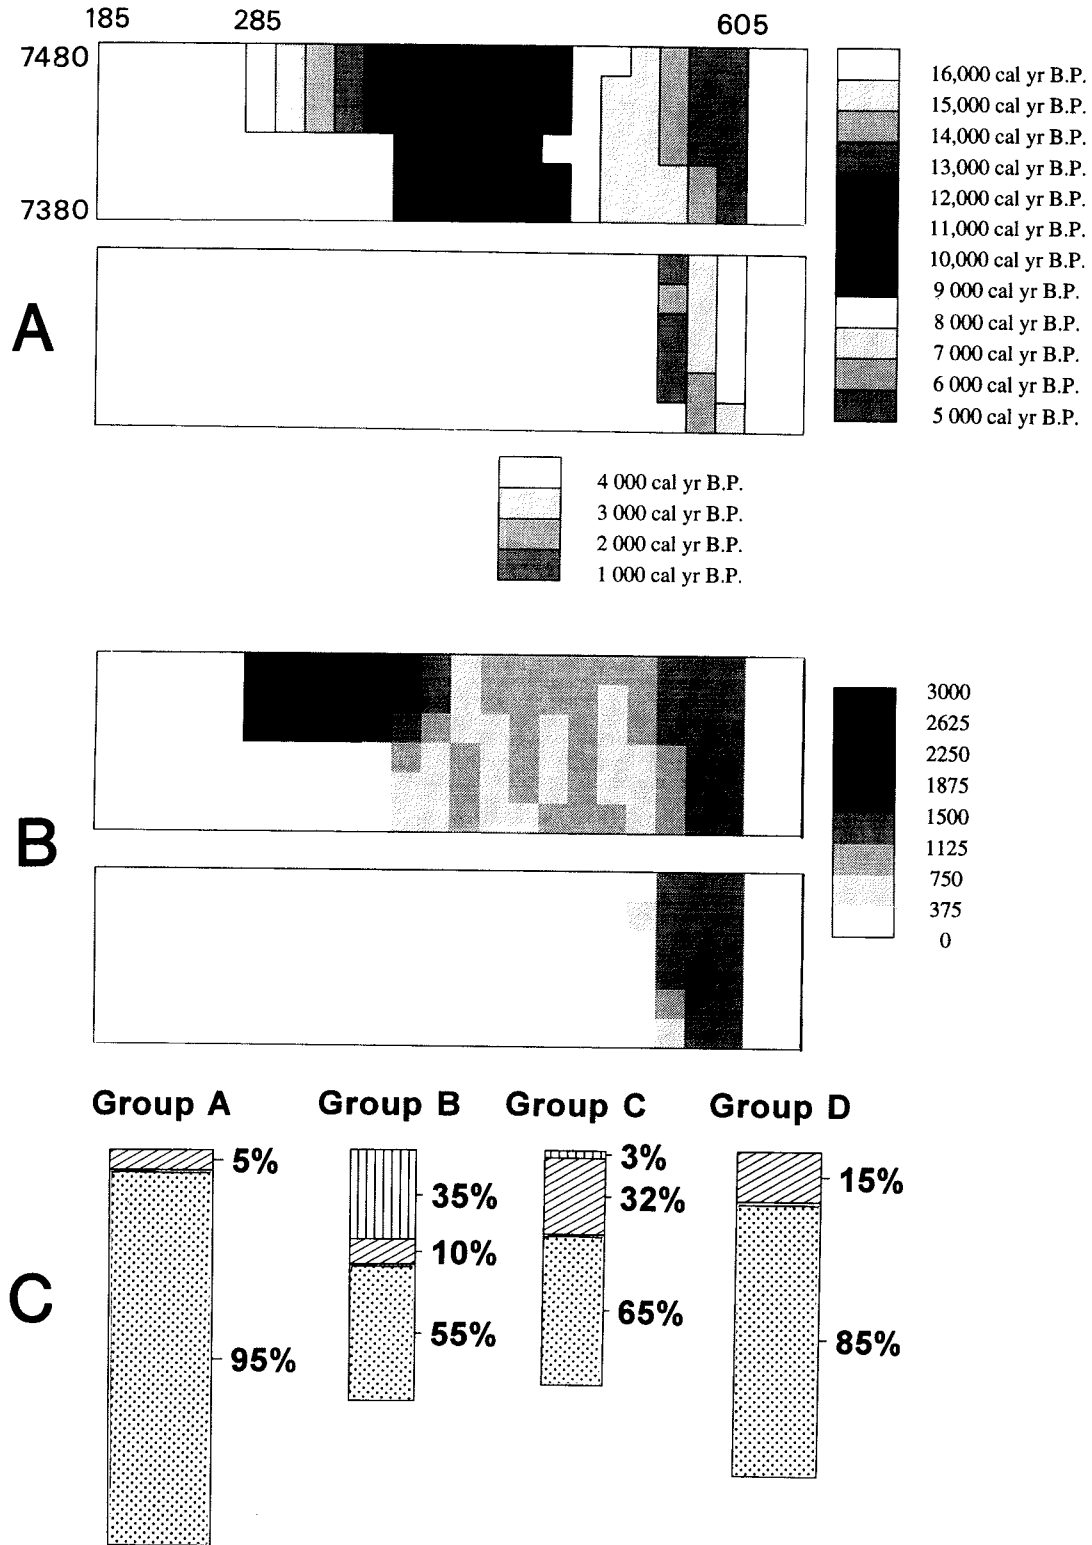 185 285 605
7480
7380
16,000 cal yr B.P.
15,000 cal yr B.P.
14,000 cal yr B.P.
13,000 cal yr B.P.
12,000 cal yr B.P.
11,000 cal yr B.P.
10,000 cal yr B.P.
9 000 cal yr B.P.
8 000 cal yr B.P.
7 000 cal yr B.P.
6 000 cal yr B.P.
5 000 cal yr B.P.
A
4 000 cal yr B.P.
3 000 cal yr B.P.
2 000 cal yr B.P.
1 000 cal yr B.P.
B
3000
2625
2250
1875
1500
1125
750
375
0
C
Group A Group B Group C Group D
5%
95%
35%
10%
55%
3%
32%
65%
15%
85%